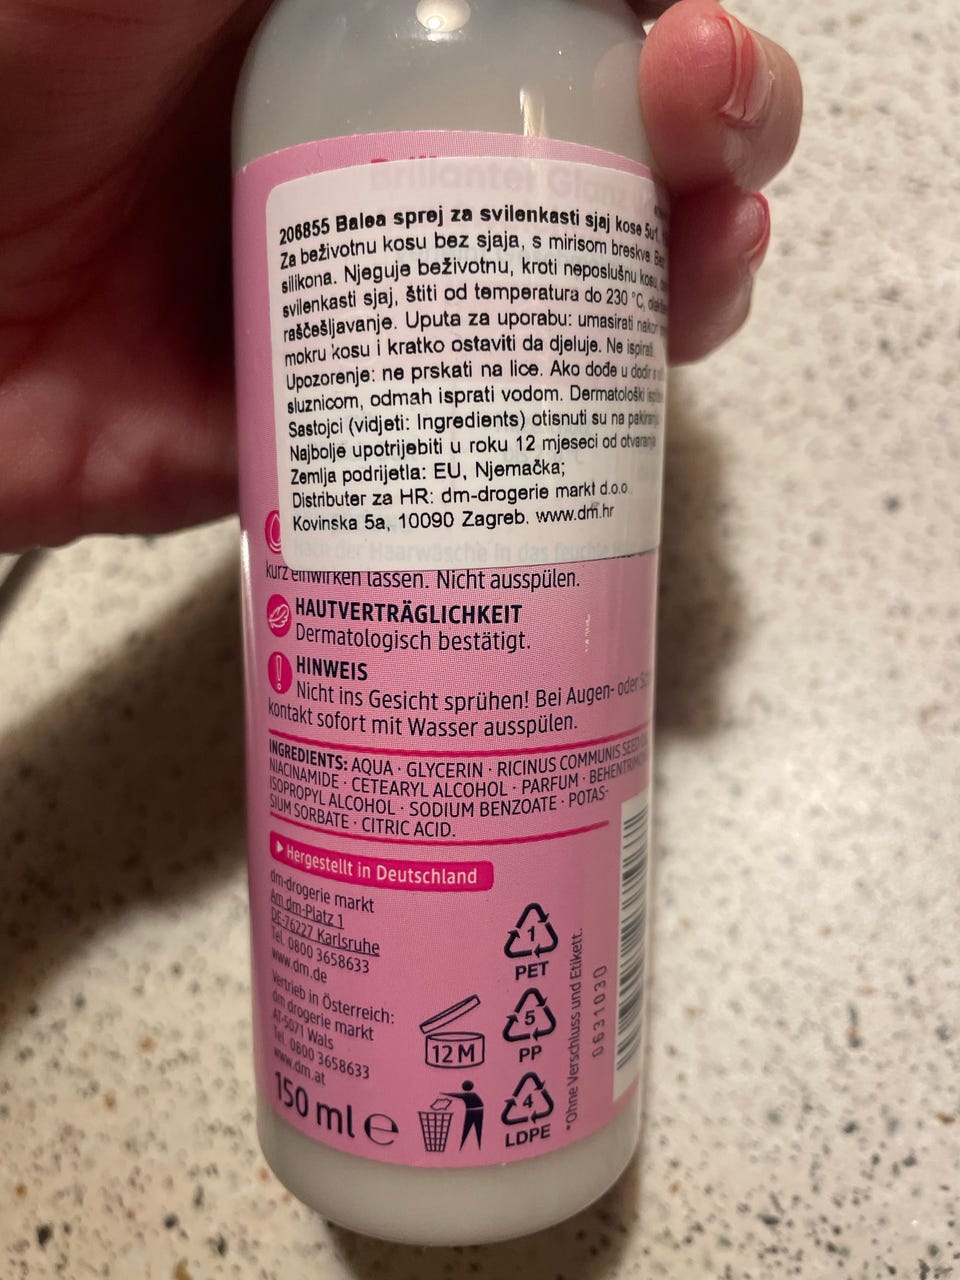 Brillanter Glanz
206855 Balea sprej za svilenkasti sjaj kose 5u1,
Za beživotnu kosu bez sjaja, s mirisom breskve. Bez
silikona. Njeguje beživotnu, kroti neposlušnu kosu,
svilenkasti sjaj, štiti od temperatura do 230 °C,
raščešljavanje. Uputa za uporabu: umasirati nakon
mokru kosu i kratko ostaviti da djeluje. Ne ispirati.
Upozorenje: ne prskati na lice. Ako dođe u dodir s
sluznicom, odmah isprati vodom. Dermatološki
Sastojci (vidjeti: Ingredients) otisnuti su na pakiranju
Najbolje upotrijebiti u roku 12 mjeseci od otvaranja
Zemlja podrijetla: EU, Njemačka;
Distributer za HR: dm-drogerie markt d.o.o.
Kovinska 5a, 10090 Zagreb. www.dm.hr
Nach der Haarwäsche in das feuchte
kurz einwirken lassen. Nicht ausspülen.
HAUTVERTRÄGLICHKEIT
Dermatologisch bestätigt.
HINWEIS
Nicht ins Gesicht sprühen! Bei Augen- oder
kontakt sofort mit Wasser ausspülen.
INGREDIENTS: AQUA · GLYCERIN · RICINUS COMMUNIS SEED
NIACINAMIDE · CETEARYL ALCOHOL · PARFUM ·
ISOPROPYL ALCOHOL · SODIUM BENZOATE · POTAS-
SIUM SORBATE · CITRIC ACID.
Hergestellt in Deutschland
dm-drogerie markt
Am dm-Platz 1
DE-76227 Karlsruhe
Tel. 0800 3658633
www.dm.de
Vertrieb in Österreich:
dm drogerie markt
AT-5071 Wals
Tel. 0800 3658633
www.dm.at
150 ml e
12 M
1
PET
5
PP
4
LDPE
*Ohne Verschluss und Etikett.
0631030